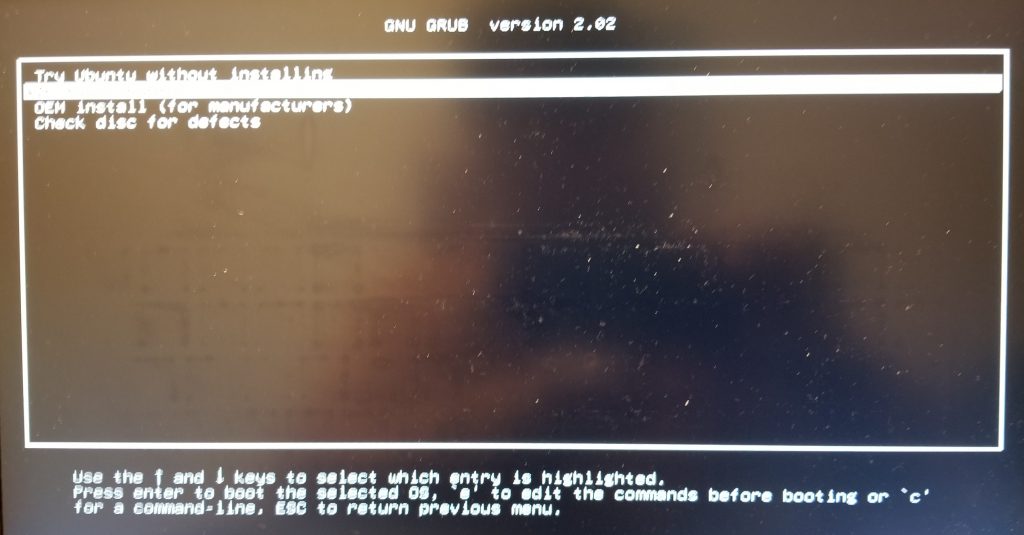 GNU GRUB version 2.02
Try Ubuntu without installing
OEM install (for manufacturers)
Check disc for defects
Use the ↑ and ↓ keys to select which entry is highlighted.
Press enter to boot the selected OS, `e' to edit the commands before booting or `c'
for a command-line. ESC to return previous menu.